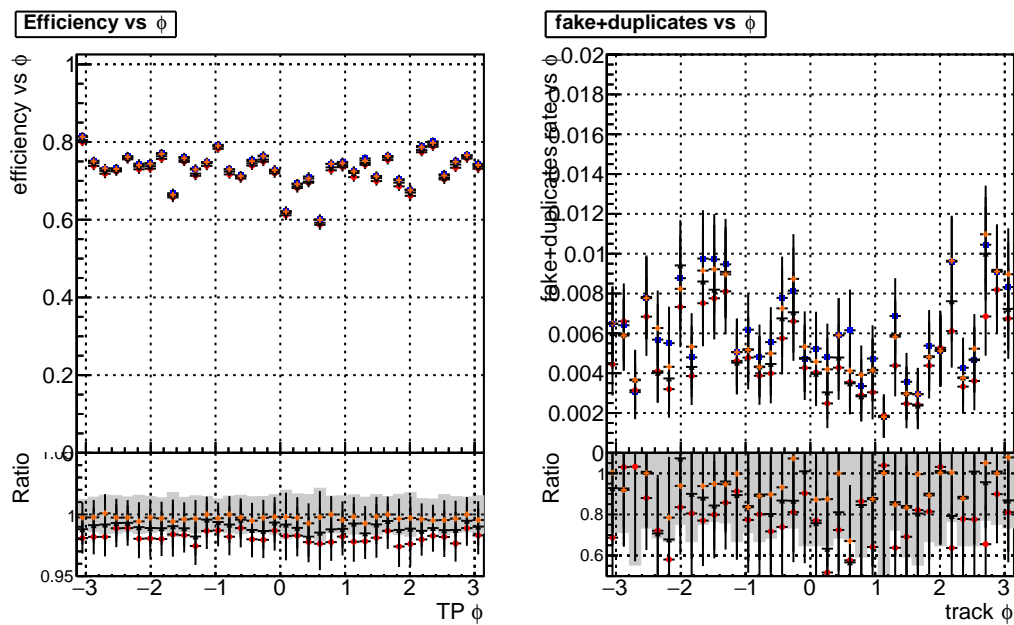 Efficiency vs ϕ
efficiency vs ϕ
1
0.8
0.6
0.4
0.2
0
Ratio
1
0.95
−3 −2 −1 0 1 2 3
TP ϕ
fake+duplicates vs ϕ
fake+duplicates rate vs ϕ
0.02
0.018
0.016
0.014
0.012
0.01
0.008
0.006
0.004
0.002
0
Ratio
1
0.8
0.6
−3 −2 −1 0 1 2 3
track ϕ